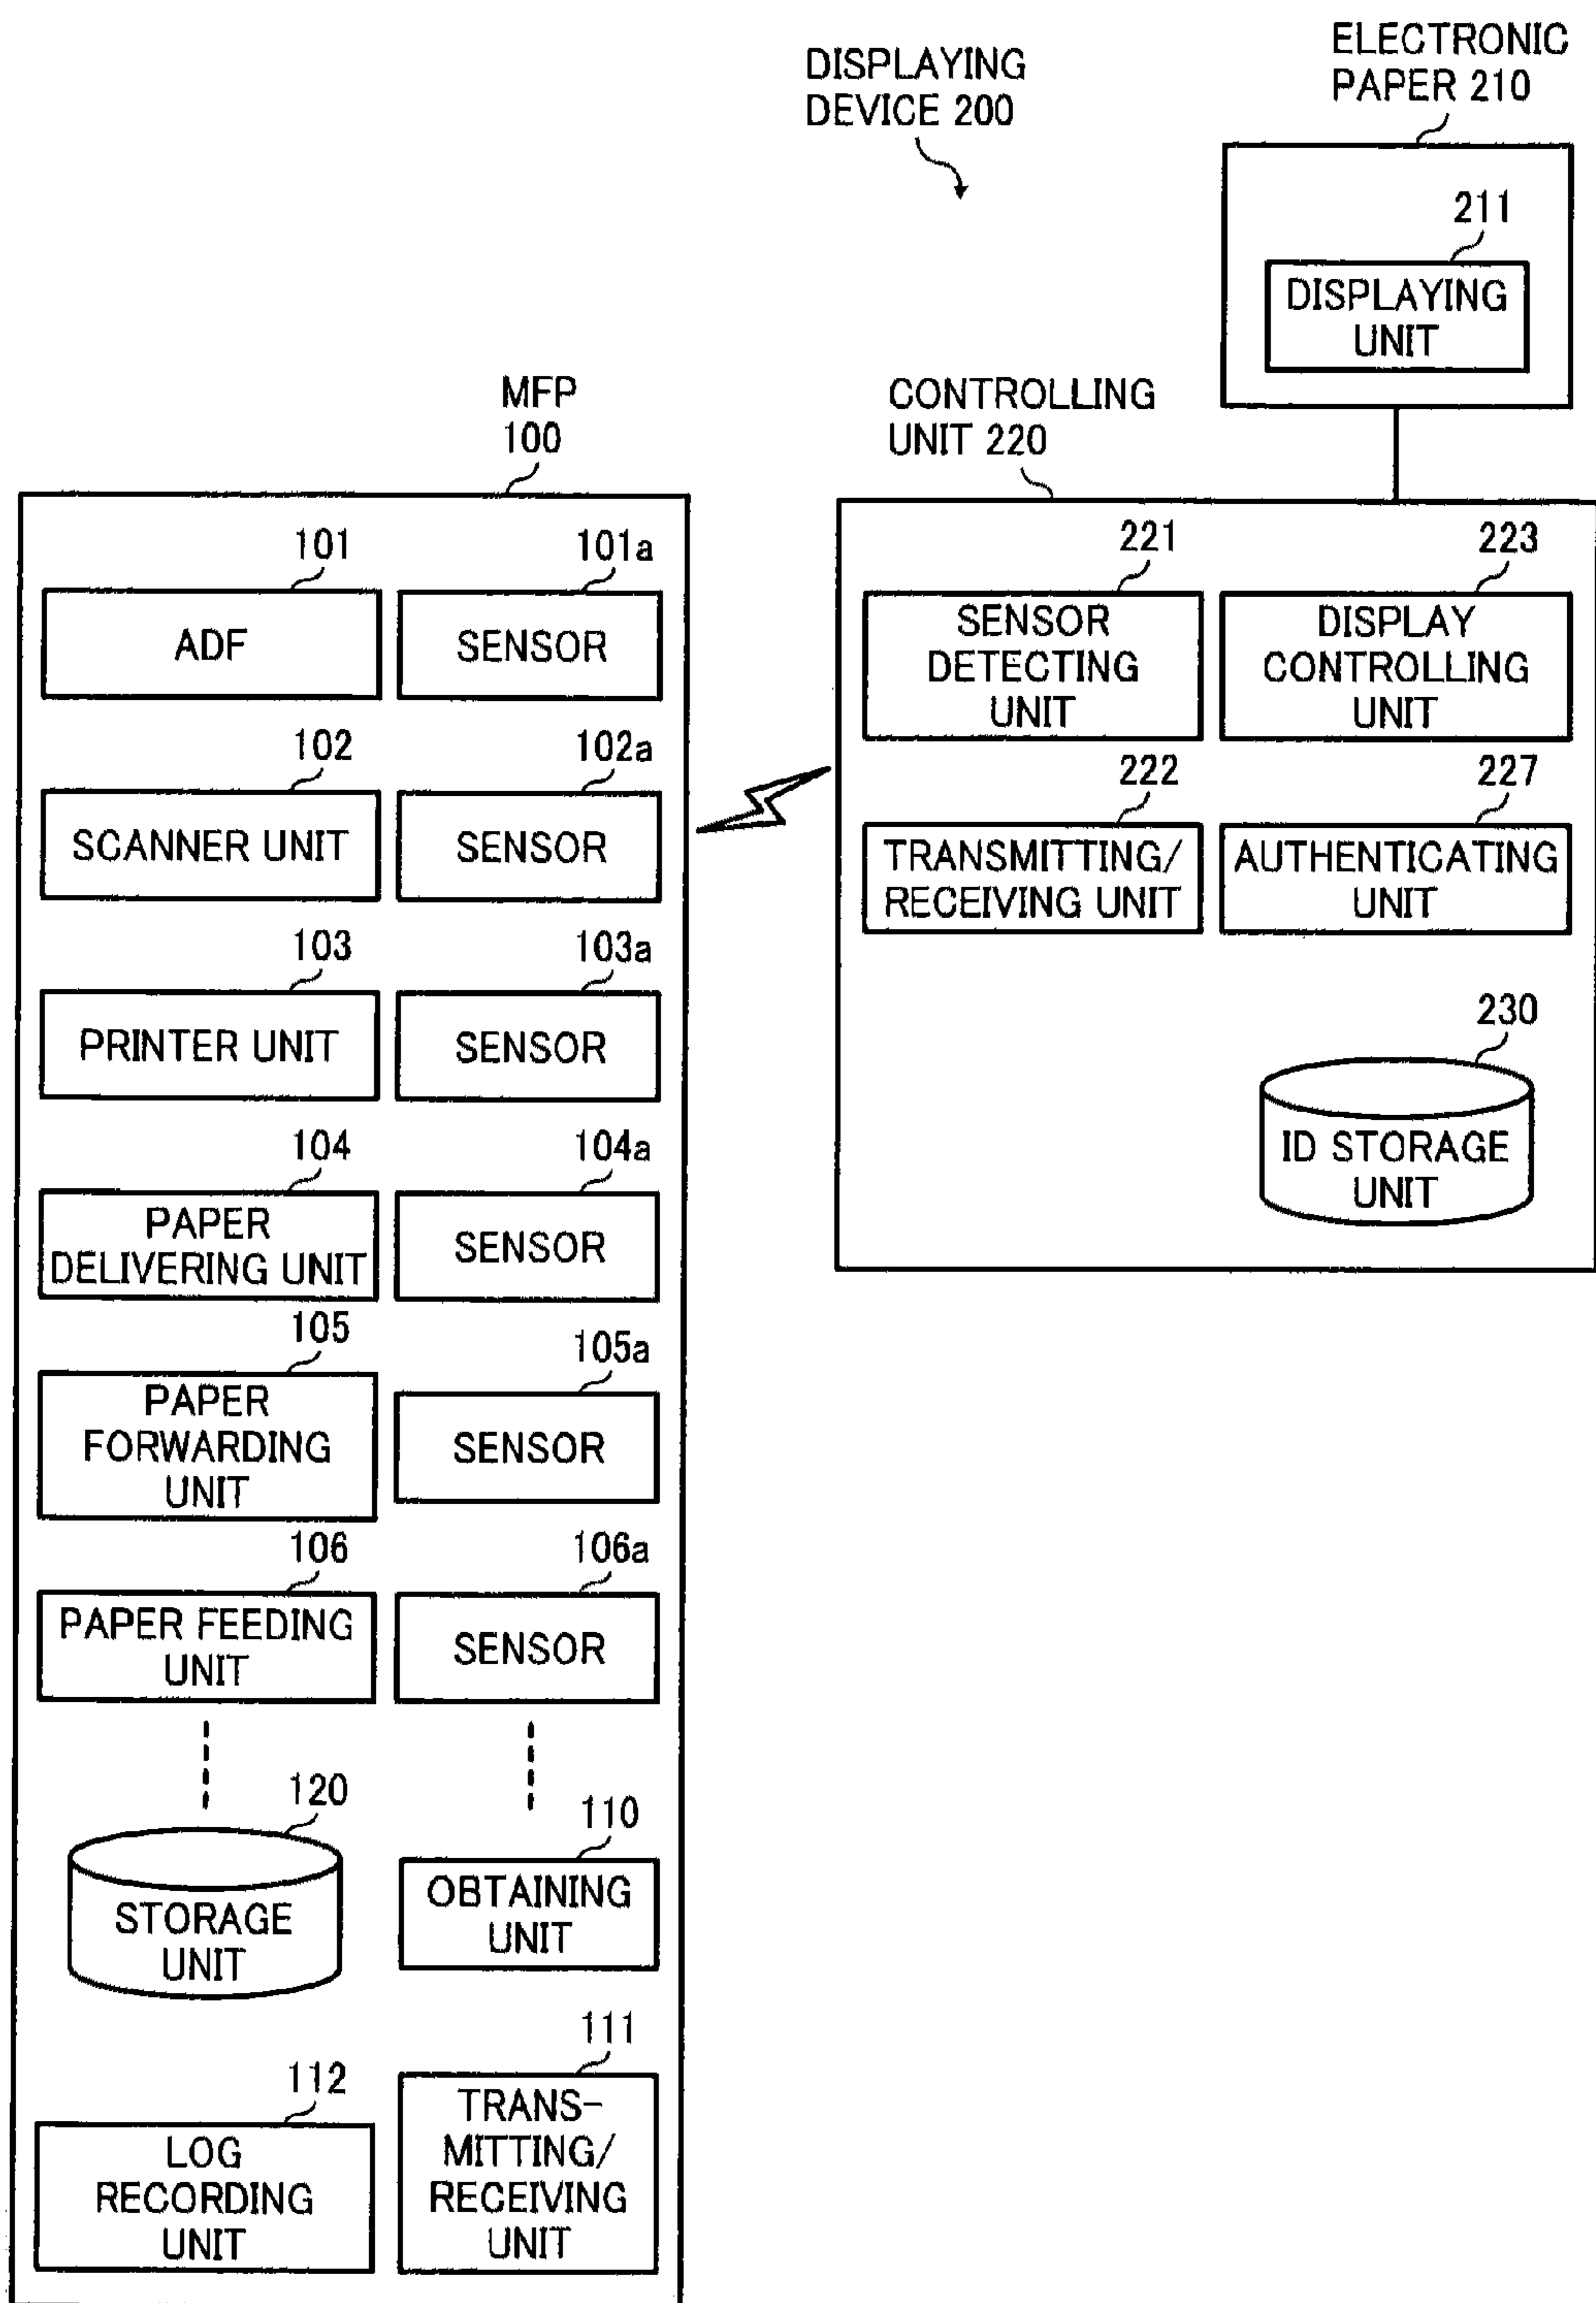 DISPLAYING
DEVICE 200
ELECTRONIC
PAPER 210
211
DISPLAYING
UNIT
MFP
100
CONTROLLING
UNIT 220
101
101a
ADF
SENSOR
102
102a
SCANNER UNIT
SENSOR
103
103a
PRINTER UNIT
SENSOR
104
104a
PAPER
DELIVERING UNIT
SENSOR
105
105a
PAPER
FORWARDING
UNIT
SENSOR
106
106a
PAPER FEEDING
UNIT
SENSOR
120
110
STORAGE
UNIT
OBTAINING
UNIT
112
111
LOG
RECORDING
UNIT
TRANS-
MITTING/
RECEIVING
UNIT
221
223
SENSOR
DETECTING
UNIT
DISPLAY
CONTROLLING
UNIT
222
227
TRANSMITTING/
RECEIVING UNIT
AUTHENTICATING
UNIT
230
ID STORAGE
UNIT